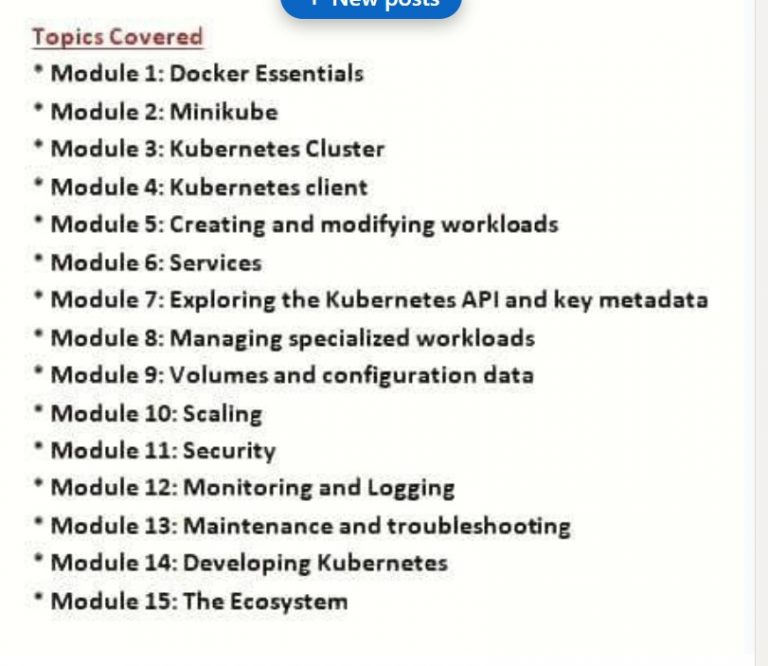 + New posts
Topics Covered
* Module 1: Docker Essentials
* Module 2: Minikube
* Module 3: Kubernetes Cluster
* Module 4: Kubernetes client
* Module 5: Creating and modifying workloads
* Module 6: Services
* Module 7: Exploring the Kubernetes API and key metadata
* Module 8: Managing specialized workloads
* Module 9: Volumes and configuration data
* Module 10: Scaling
* Module 11: Security
* Module 12: Monitoring and Logging
* Module 13: Maintenance and troubleshooting
* Module 14: Developing Kubernetes
* Module 15: The Ecosystem